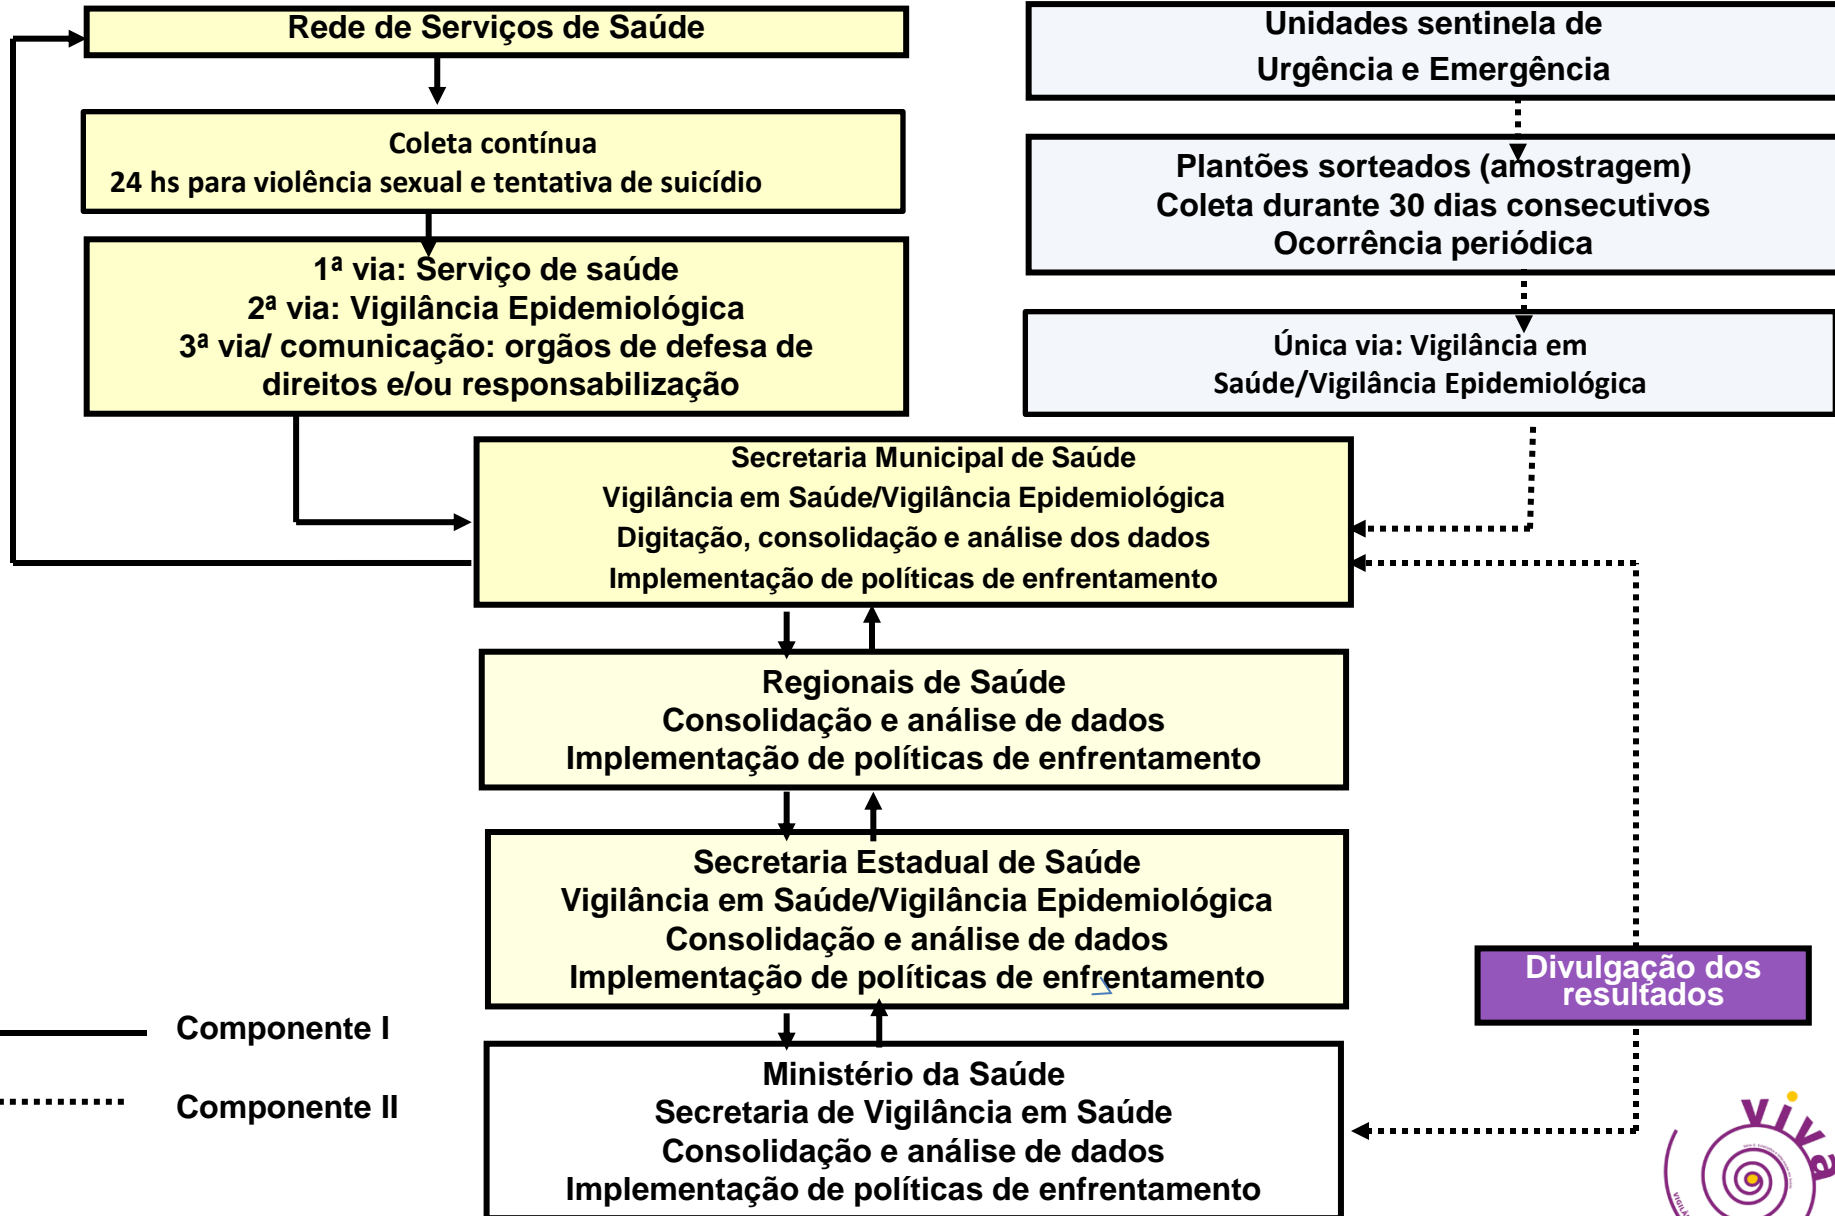 Rede de Serviços de Saúde
Coleta contínua
24 hs para violência sexual e tentativa de suicídio
1ª via: Serviço de saúde
2ª via: Vigilância Epidemiológica
3ª via/ comunicação: orgãos de defesa de
direitos e/ou responsabilização
Unidades sentinela de
Urgência e Emergência
Plantões sorteados (amostragem)
Coleta durante 30 dias consecutivos
Ocorrência periódica
Única via: Vigilância em
Saúde/Vigilância Epidemiológica
Secretaria Municipal de Saúde
Vigilância em Saúde/Vigilância Epidemiológica
Digitação, consolidação e análise dos dados
Implementação de políticas de enfrentamento
Regionais de Saúde
Consolidação e análise de dados
Implementação de políticas de enfrentamento
Secretaria Estadual de Saúde
Vigilância em Saúde/Vigilância Epidemiológica
Consolidação e análise de dados
Implementação de políticas de enfrentamento
Divulgação dos
resultados
Ministério da Saúde
Secretaria de Vigilância em Saúde
Consolidação e análise de dados
Implementação de políticas de enfrentamento
Componente I
Componente II
viva